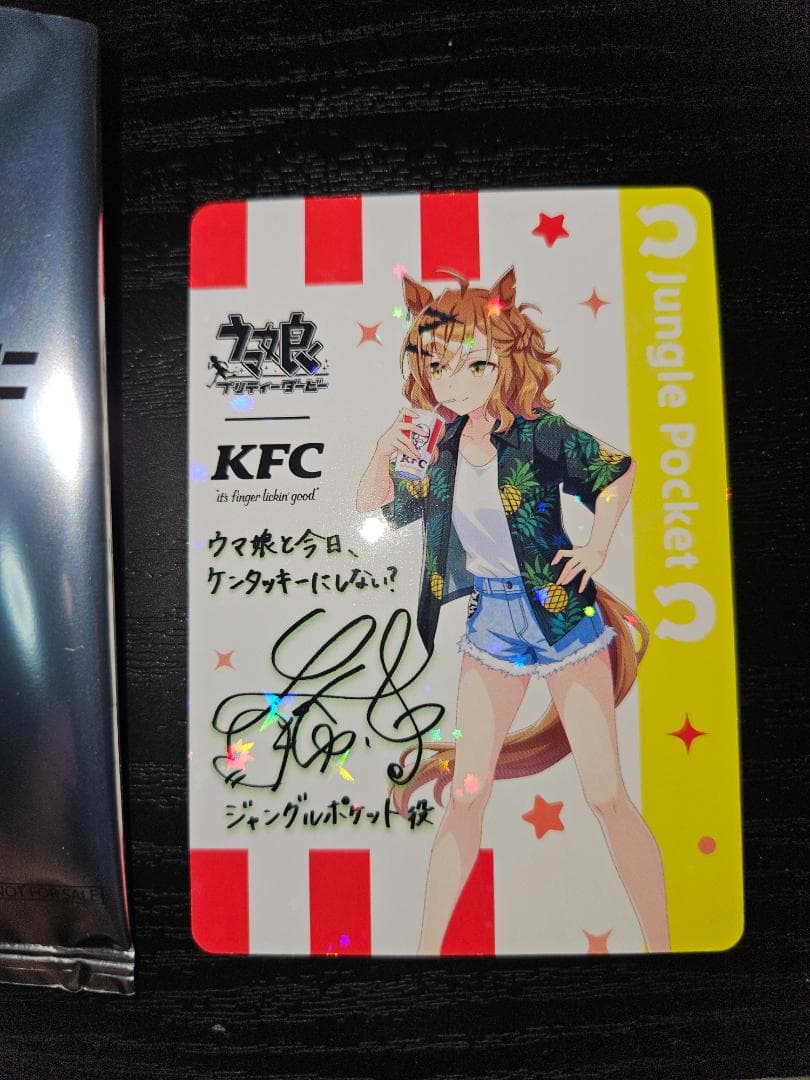 ウマ娘
プリティーダービー
KFC
"it's finger lickin' good"
ウマ娘と今日、
ケンタッキーにしない?
ジャングルポケット 役
KFC
Jungle Pocket
NOT FOR SALE